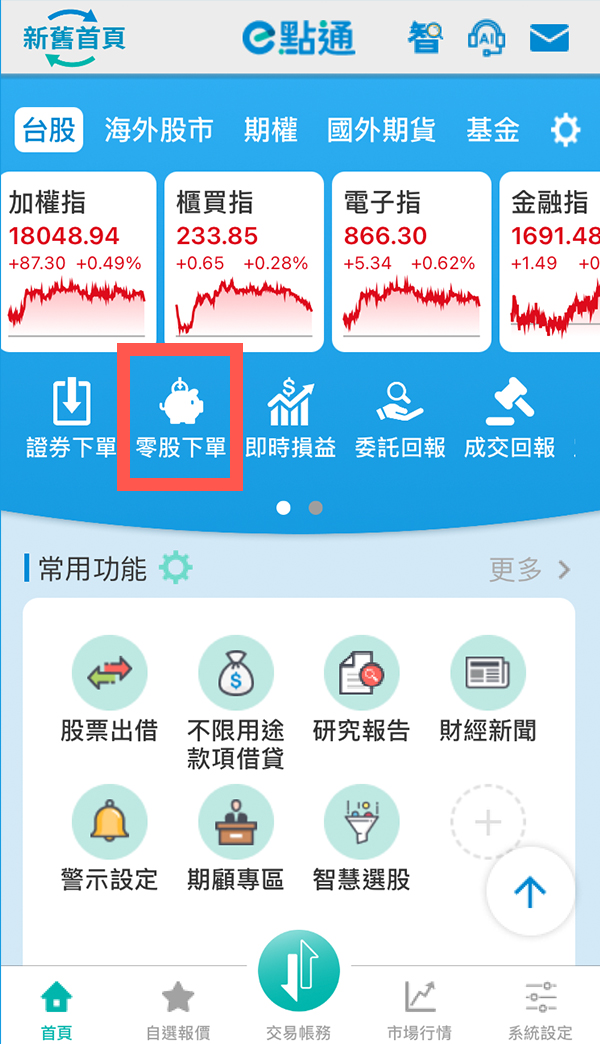 新舊首頁
e點通
智
AI
台股
海外股市
期權
國外期貨
基金
加權指
18048.94
+87.30 +0.49%
櫃買指
233.85
+0.65 +0.28%
電子指
866.30
+5.34 +0.62%
金融指
1691.48
+1.49 +0
證券下單
零股下單
即時損益
委託回報
成交回報
常用功能
更多
股票出借
不限用途
款項借貸
研究報告
財經新聞
警示設定
期顧專區
智慧選股
首頁
自選報價
交易帳務
市場行情
系統設定